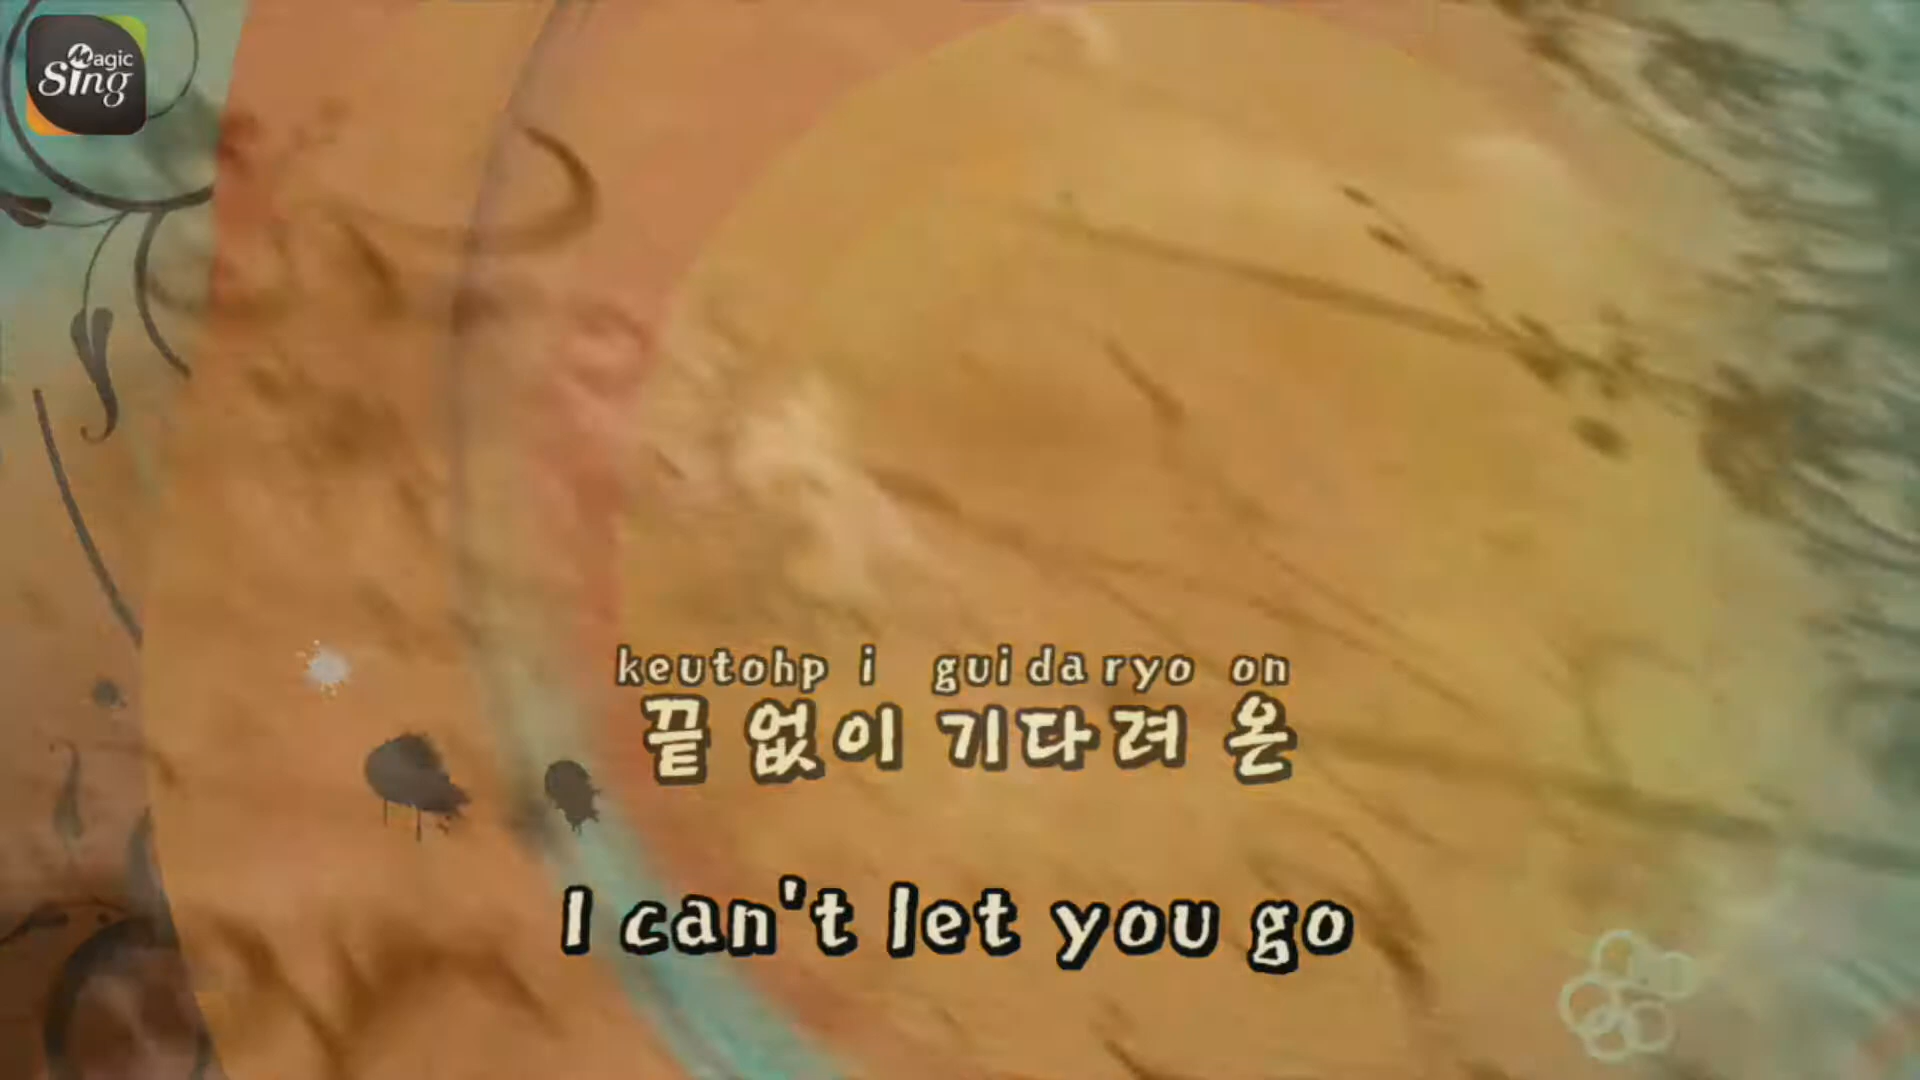 Magic
Sing
keutohp i guidaryo on
끝 없이 기다려 온
I can't let you go